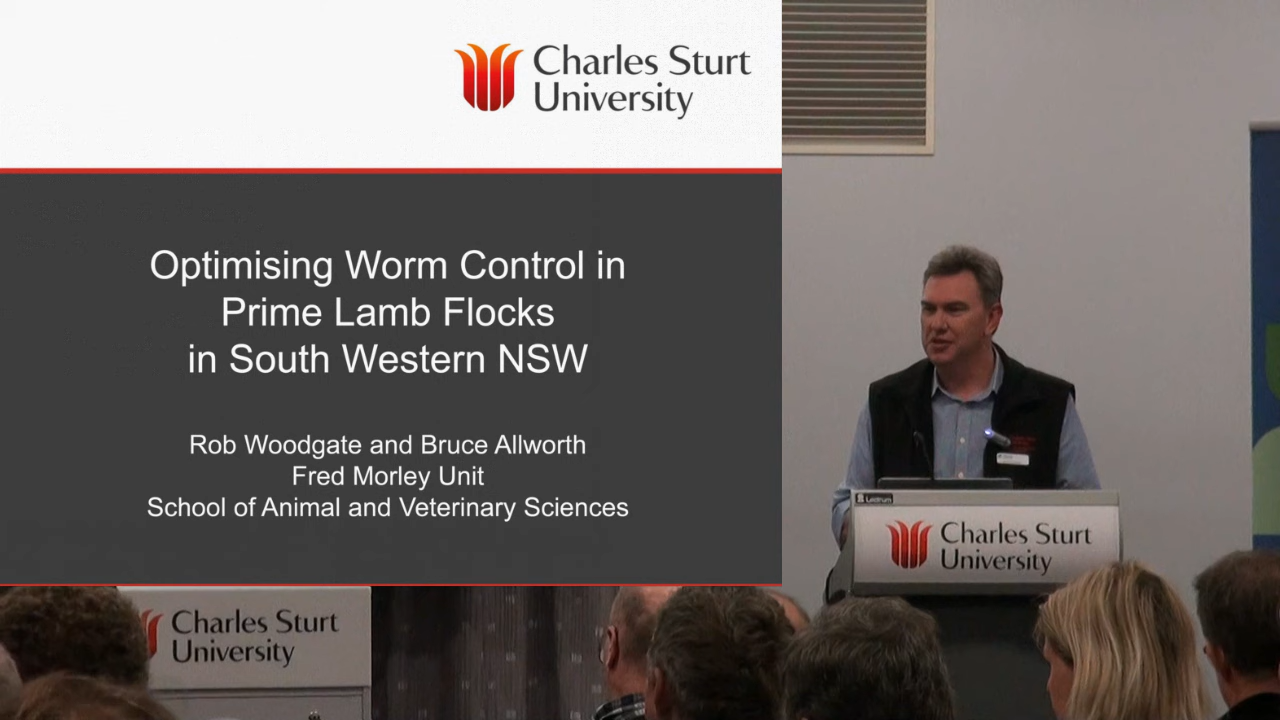 Charles Sturt
University
Optimising Worm Control in
Prime Lamb Flocks
in South Western NSW
Rob Woodgate and Bruce Allworth
Fred Morley Unit
School of Animal and Veterinary Sciences
Lectrum
Charles Sturt
University
Charles Sturt
University